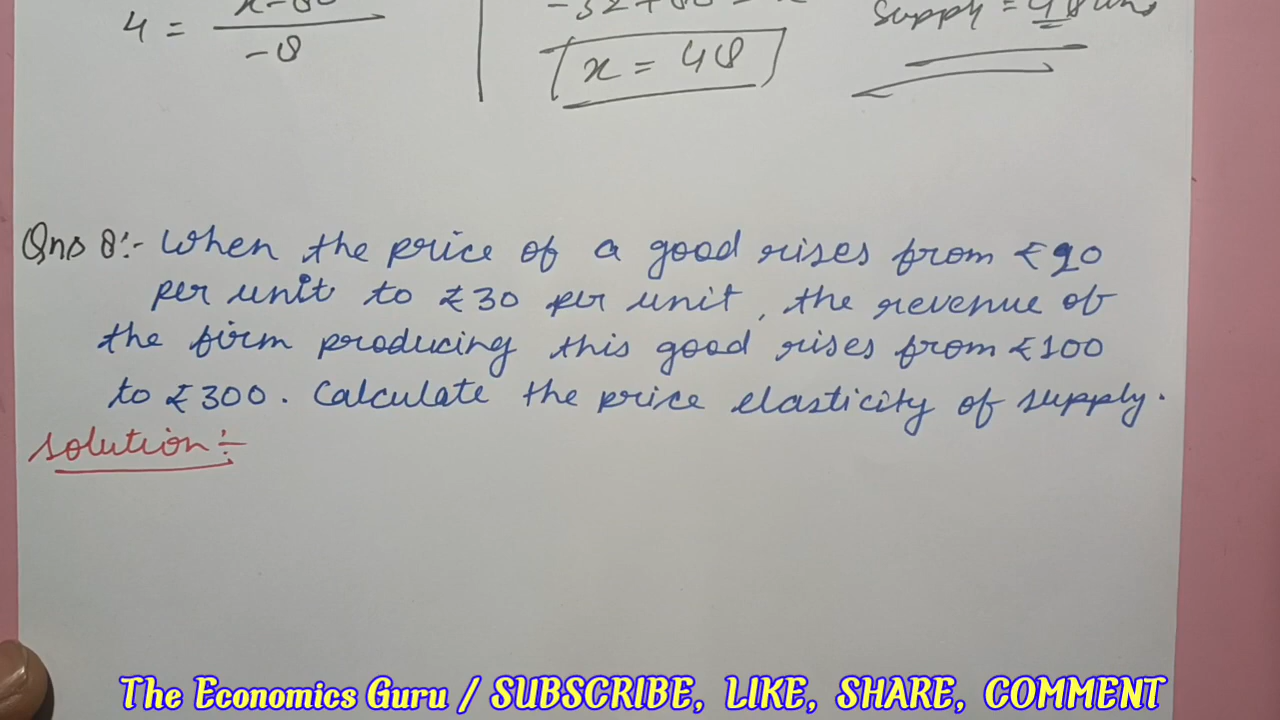 4 =
-8
x = 48
Supply = 48
Qns 8:- When the price of a good rises from ₹20
per unit to ₹30 per unit, the revenue of
the firm producing this good rises from ₹100
to ₹300. Calculate the price elasticity of supply.
Solution :-
The Economics Guru / SUBSCRIBE, LIKE, SHARE, COMMENT